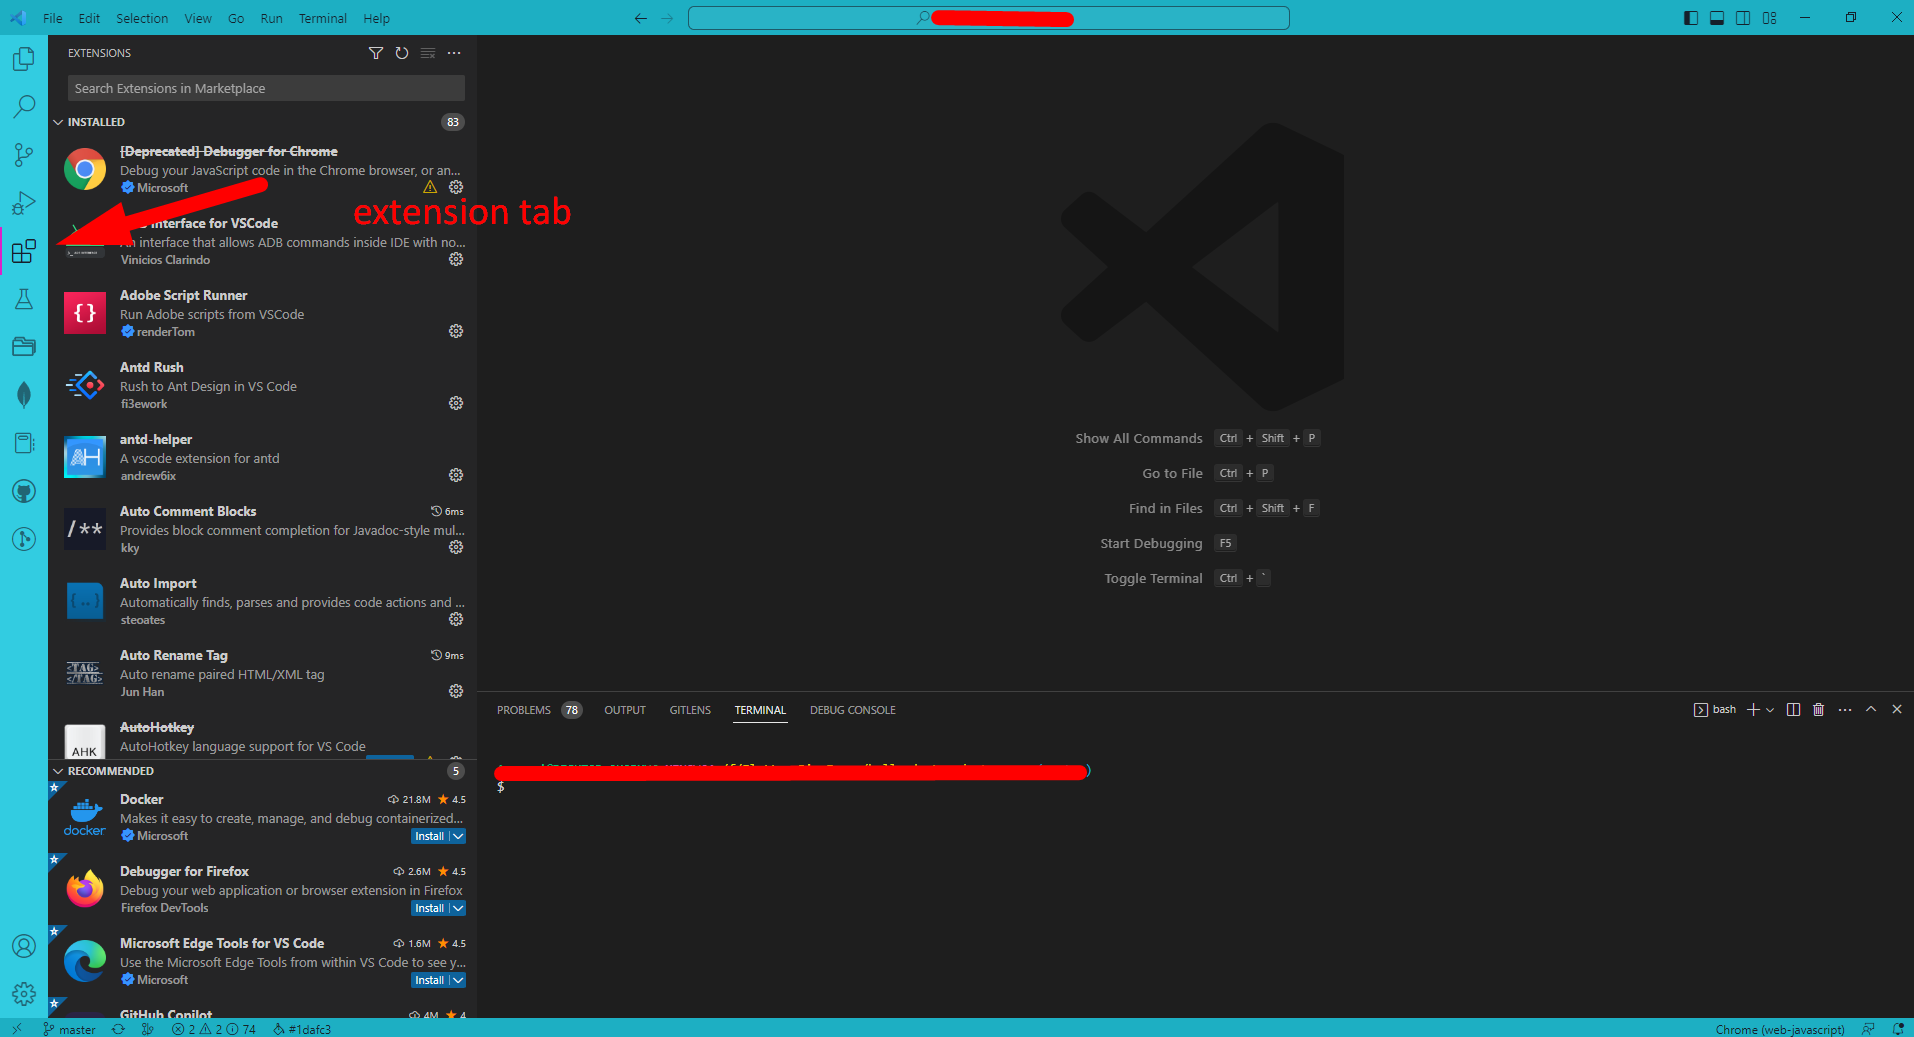 File Edit Selection View Go Run Terminal Help
EXTENSIONS
Search Extensions in Marketplace
INSTALLED 83
[Deprecated] Debugger for Chrome
Debug your JavaScript code in the Chrome browser, or an...
Microsoft
extension tab
Interface for VSCode
An interface that allows ADB commands inside IDE with no...
Vinicios Clarindo
Adobe Script Runner
Run Adobe scripts from VSCode
renderTom
Antd Rush
Rush to Ant Design in VS Code
fi3ework
antd-helper
A vscode extension for antd
andrew6ix
AH
Auto Comment Blocks 6ms
Provides block comment completion for Javadoc-style mul...
kky
/**
Auto Import
Automatically finds, parses and provides code actions and ...
steoates
Auto Rename Tag 9ms
Auto rename paired HTML/XML tag
Jun Han
<TAG>
</TAG>
AutoHotkey
AutoHotkey language support for VS Code
AHK
RECOMMENDED 5
Docker 21.8M 4.5
Makes it easy to create, manage, and debug containerized...
Microsoft Install
docker
Debugger for Firefox 2.6M 4.5
Debug your web application or browser extension in Firefox
Firefox DevTools Install
Microsoft Edge Tools for VS Code 1.6M 4.5
Use the Microsoft Edge Tools from within VS Code to see y...
Microsoft Install
GitHub Copilot 4M 4
Show All Commands Ctrl + Shift + P
Go to File Ctrl + P
Find in Files Ctrl + Shift + F
Start Debugging F5
Toggle Terminal Ctrl + `
PROBLEMS 78 OUTPUT GITLENS TERMINAL DEBUG CONSOLE bash
)
$
master 2 2 74 #1dafc3 Chrome (web-javascript)